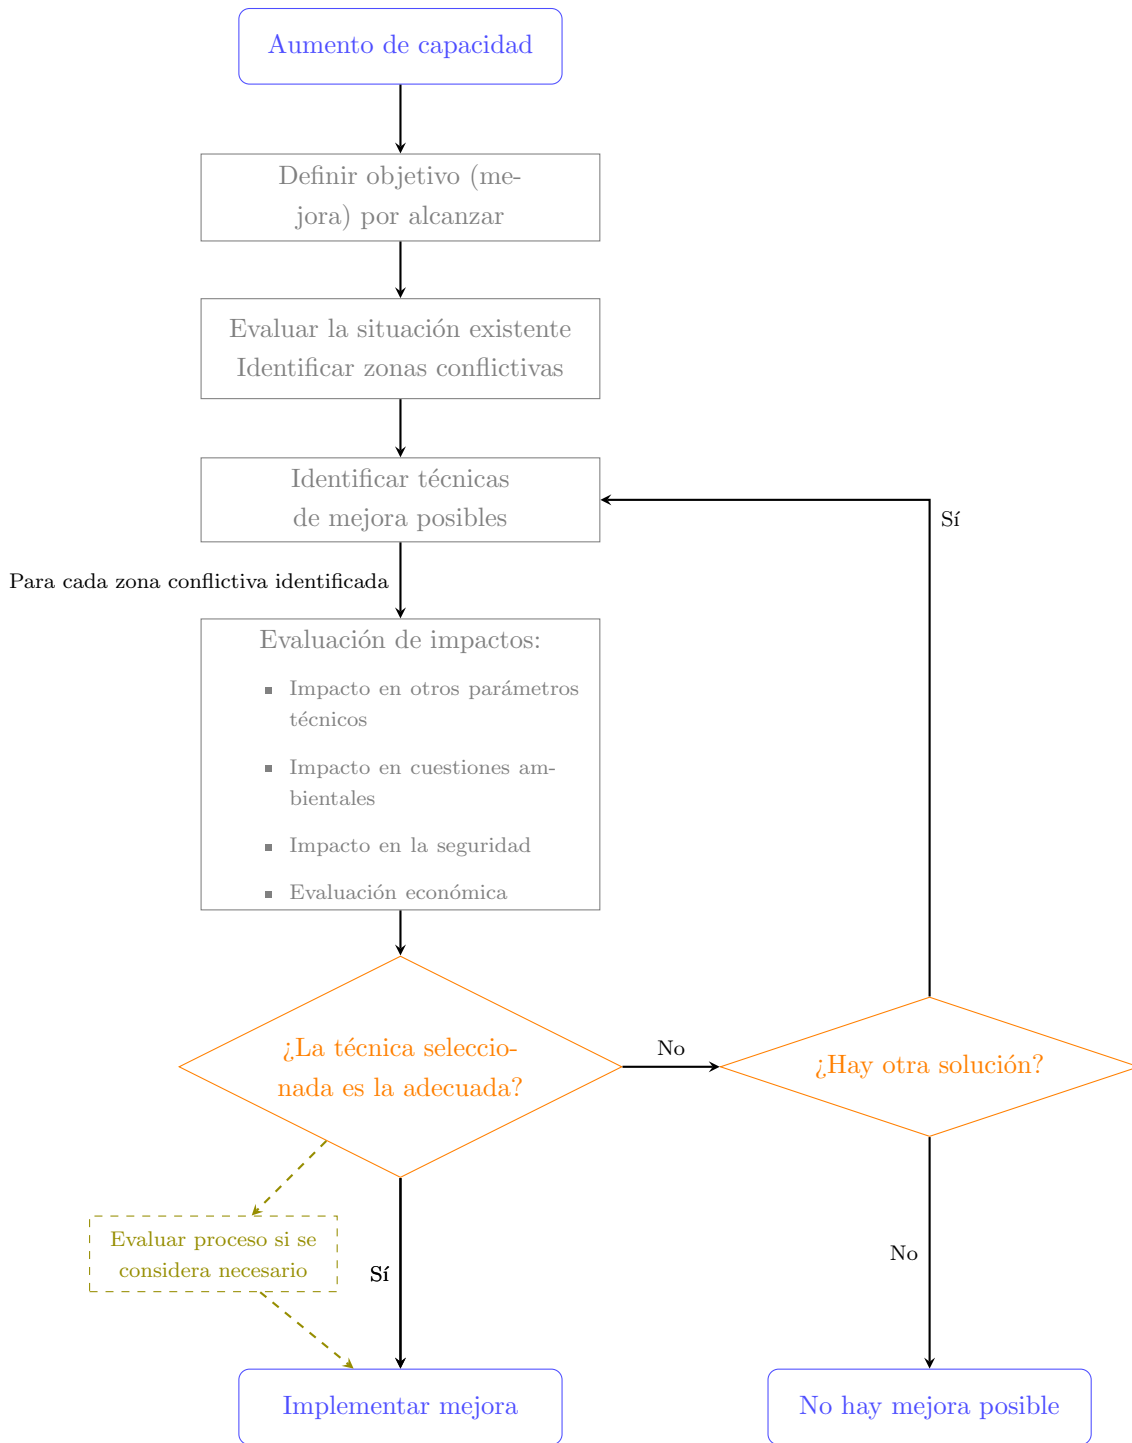 Aumento de capacidad
Definir objetivo (me-
jora) por alcanzar
Evaluar la situación existente
Identificar zonas conflictivas
Identificar técnicas
de mejora posibles
Sí
Para cada zona conflictiva identificada
Evaluación de impactos:
▪ Impacto en otros parámetros
técnicos
▪ Impacto en cuestiones am-
bientales
▪ Impacto en la seguridad
▪ Evaluación económica
¿La técnica seleccio-
nada es la adecuada?
No
¿Hay otra solución?
Evaluar proceso si se
considera necesario
Sí
No
Implementar mejora
No hay mejora posible